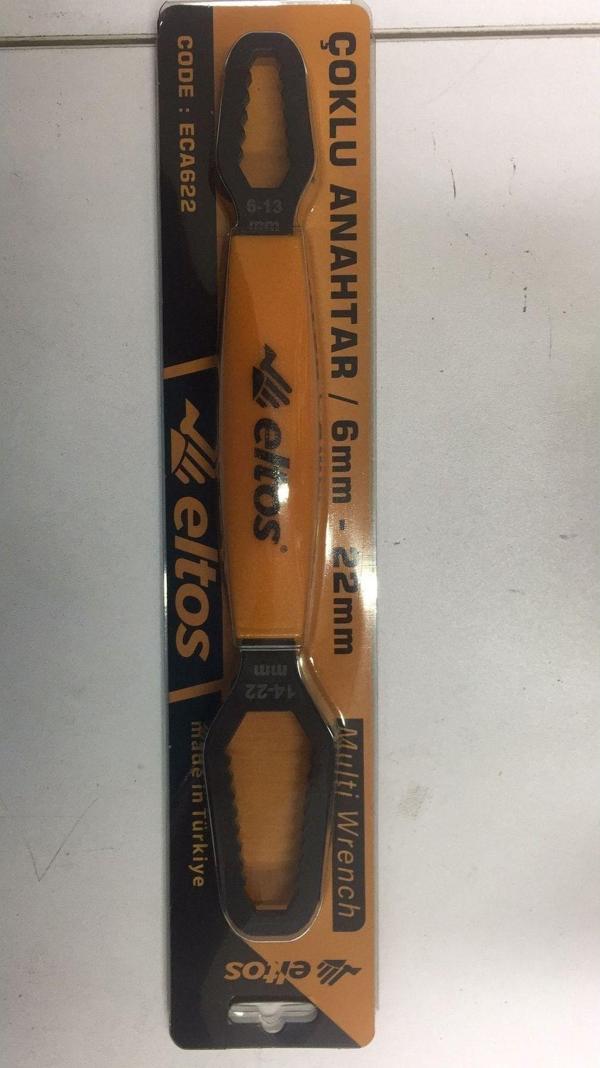 ÇOKLU ANAHTAR / 6mm - 22mm
Multi Wrench
6-13
mm
eltos®
14-22
mm
CODE : ECA622
eltos
made in Türkiye
eltos